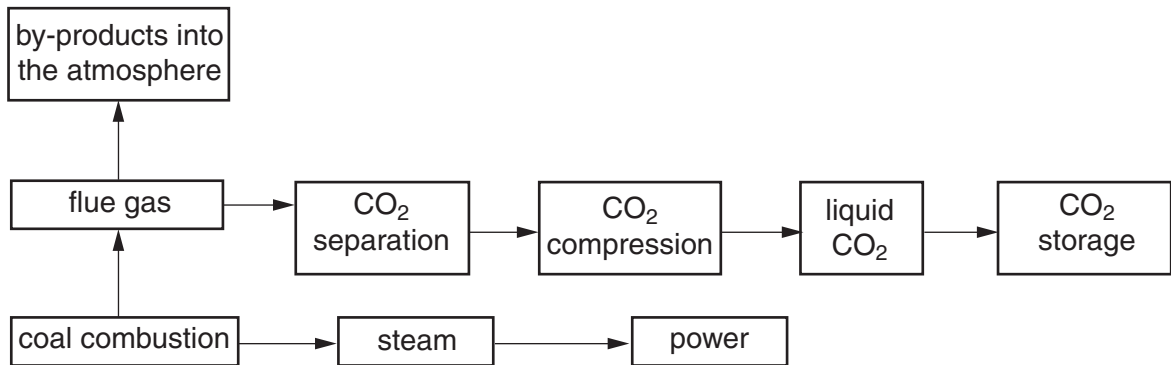 by-products into
the atmosphere
flue gas
CO₂
separation
CO₂
compression
liquid
CO₂
CO₂
storage
coal combustion
steam
power